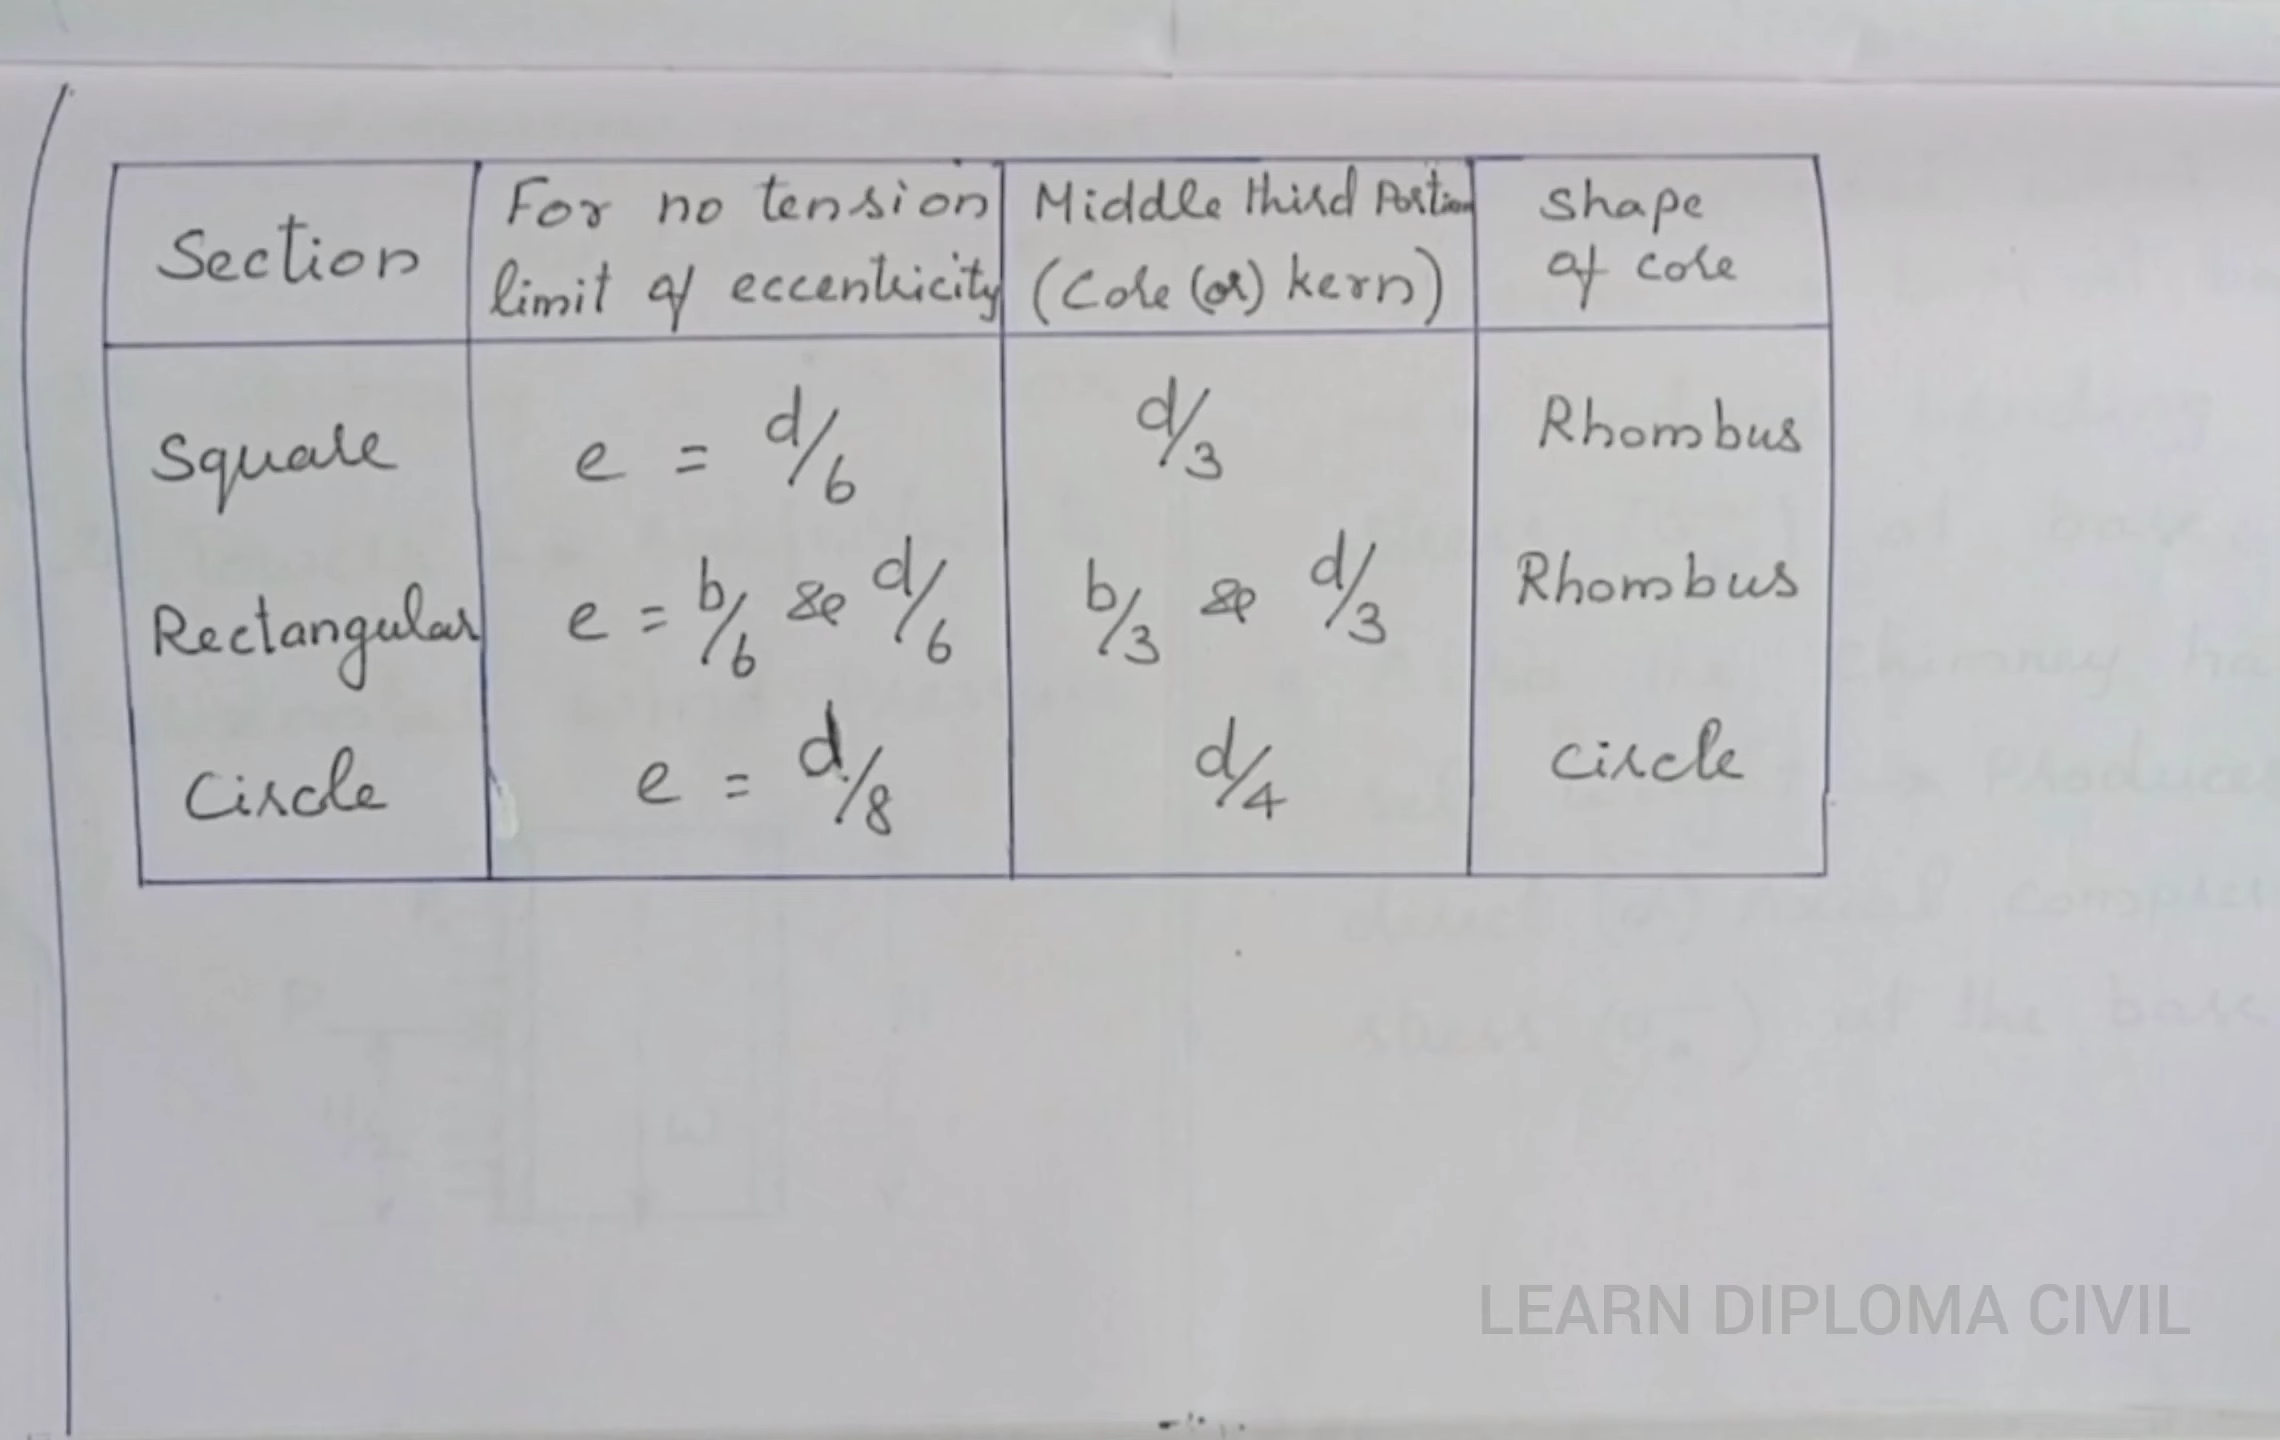 Section | For no tension limit of eccentricity | Middle third Portion (Core (or) kern) | shape of core
Square | e = d/6 | d/3 | Rhombus
Rectangular | e = b/6 & d/6 | b/3 & d/3 | Rhombus
Circle | e = d/8 | d/4 | circle
LEARN DIPLOMA CIVIL